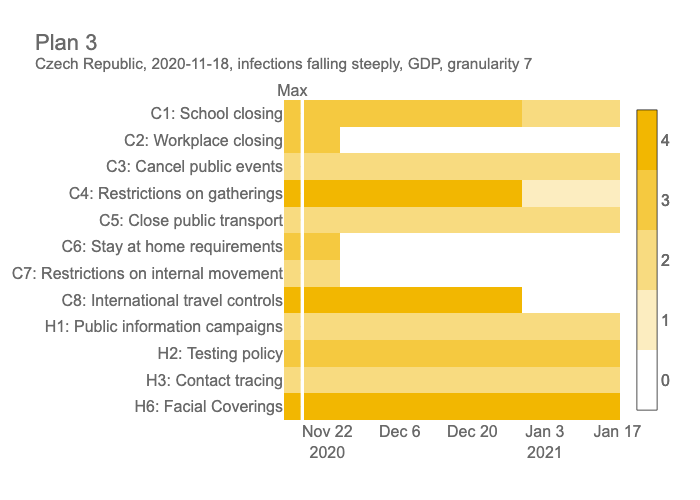 Plan 3
Czech Republic, 2020-11-18, infections falling steeply, GDP, granularity 7
Max
C1: School closing
C2: Workplace closing
C3: Cancel public events
C4: Restrictions on gatherings
C5: Close public transport
C6: Stay at home requirements
C7: Restrictions on internal movement
C8: International travel controls
H1: Public information campaigns
H2: Testing policy
H3: Contact tracing
H6: Facial Coverings
4
3
2
1
0
Nov 22 Dec 6 Dec 20 Jan 3 Jan 17
2020 2021